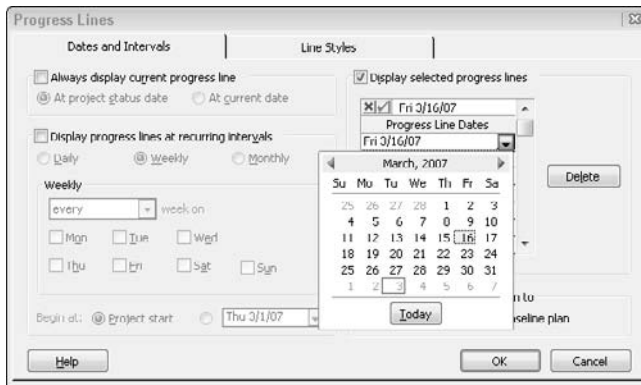 Progress Lines
Dates and Intervals
Line Styles
Always display current progress line
At project status date
At current date
Display progress lines at recurring intervals
Daily
Weekly
Monthly
Weekly
every
week on
Mon
Tue
Wed
Thu
Fri
Sat
Sun
Begin at:
Project start
Thu 3/1/07
Display selected progress lines
Fri 3/16/07
Progress Line Dates
Fri 3/16/07
March, 2007
Su Mo Tu We Th Fr Sa
25 26 27 28 1 2 3
4 5 6 7 8 9 10
11 12 13 14 15 16 17
18 19 20 21 22 23 24
25 26 27 28 29 30 31
1 2 3 4 5 6 7
Today
Delete
n to
seline plan
Help
OK
Cancel